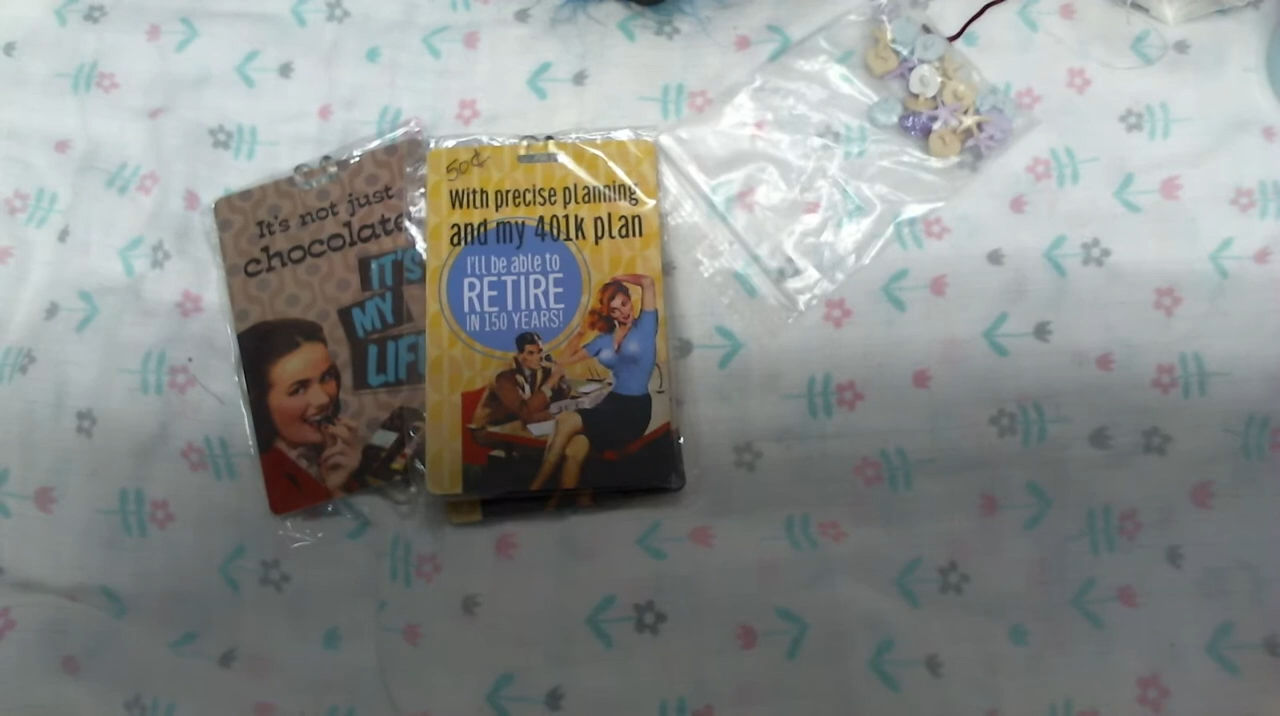 It's not just
chocolate
IT'S
MY
LIF
50¢
With precise planning
and my 401k plan
I'll be able to
RETIRE
IN 150 YEARS!